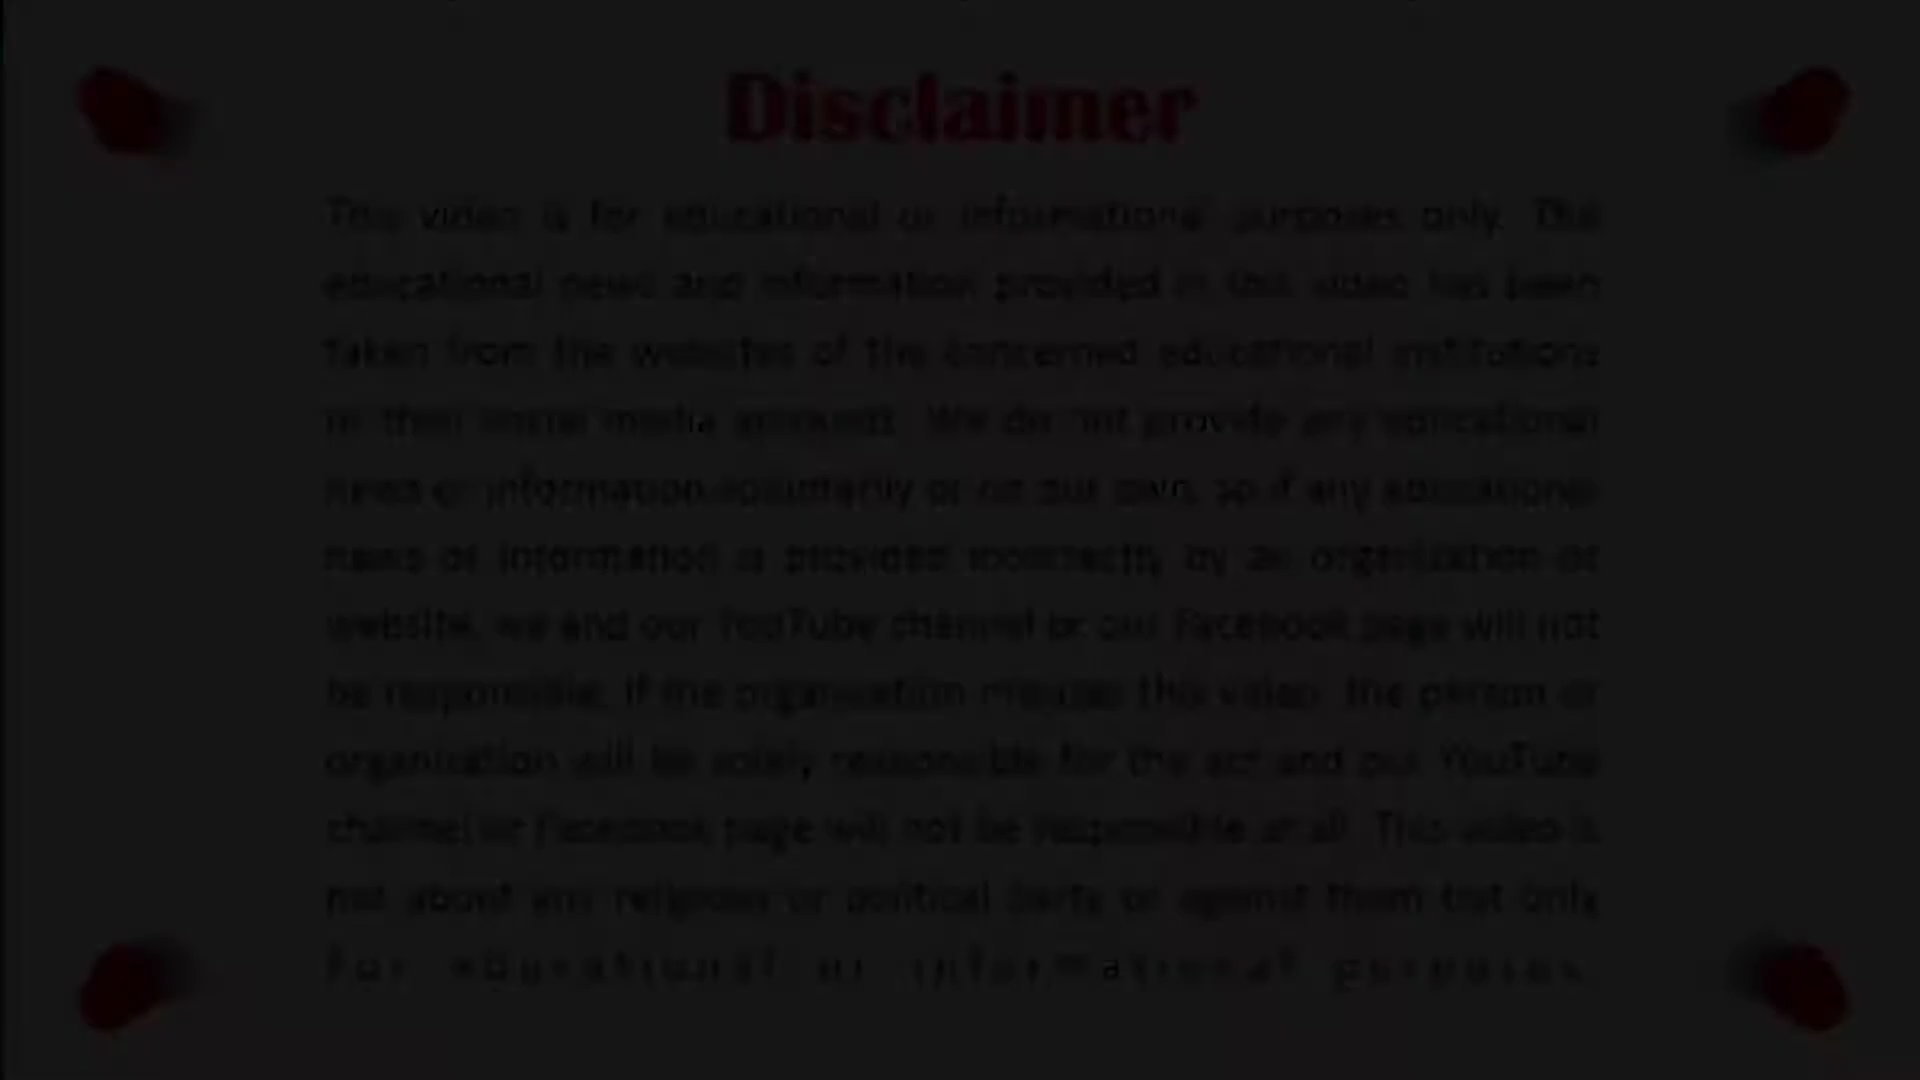 Disclaimer
This video is for educational or informational purposes only. The
educational news and information provided in this video has been
taken from the websites of the concerned educational institutions
or their social media accounts. We do not provide any educational
news or information voluntarily or on our own, so if any educational
news or information is provided incorrectly by an organization or
website, we and our YouTube channel or our Facebook page will not
be responsible. If the organisation misuses this video, the person or
organisation will be solely responsible for the act and our YouTube
channel or Facebook page will not be responsible at all. This video is
not about any religious or political party or against them but only
for educational or informational purposes.